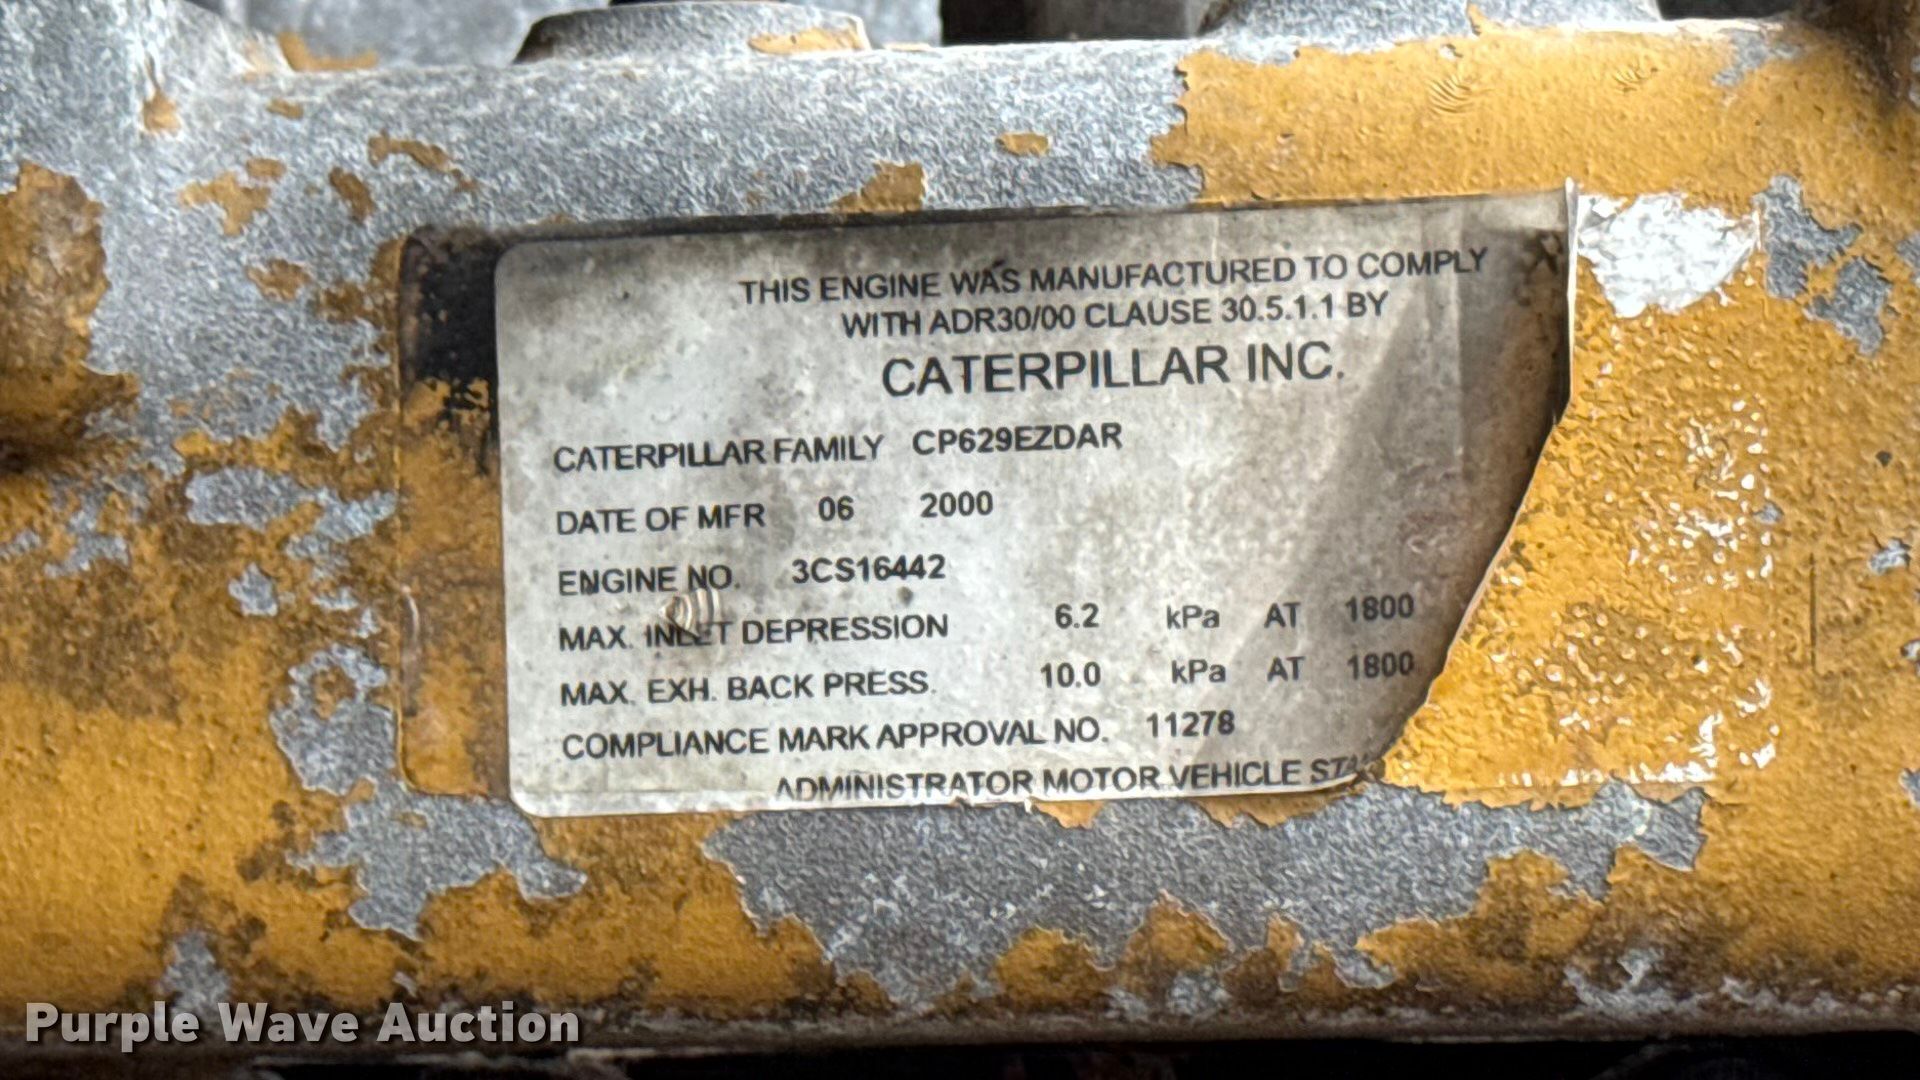 THIS ENGINE WAS MANUFACTURED TO COMPLY
WITH ADR30/00 CLAUSE 30.5.1.1 BY
CATERPILLAR INC.
CATERPILLAR FAMILY CP629EZDAR
DATE OF MFR 06 2000
ENGINE NO. 3CS16442
MAX. INLET DEPRESSION 6.2 kPa AT 1800
MAX. EXH. BACK PRESS. 10.0 kPa AT 1800
COMPLIANCE MARK APPROVAL NO. 11278
ADMINISTRATOR MOTOR VEHICLE
Purple Wave Auction